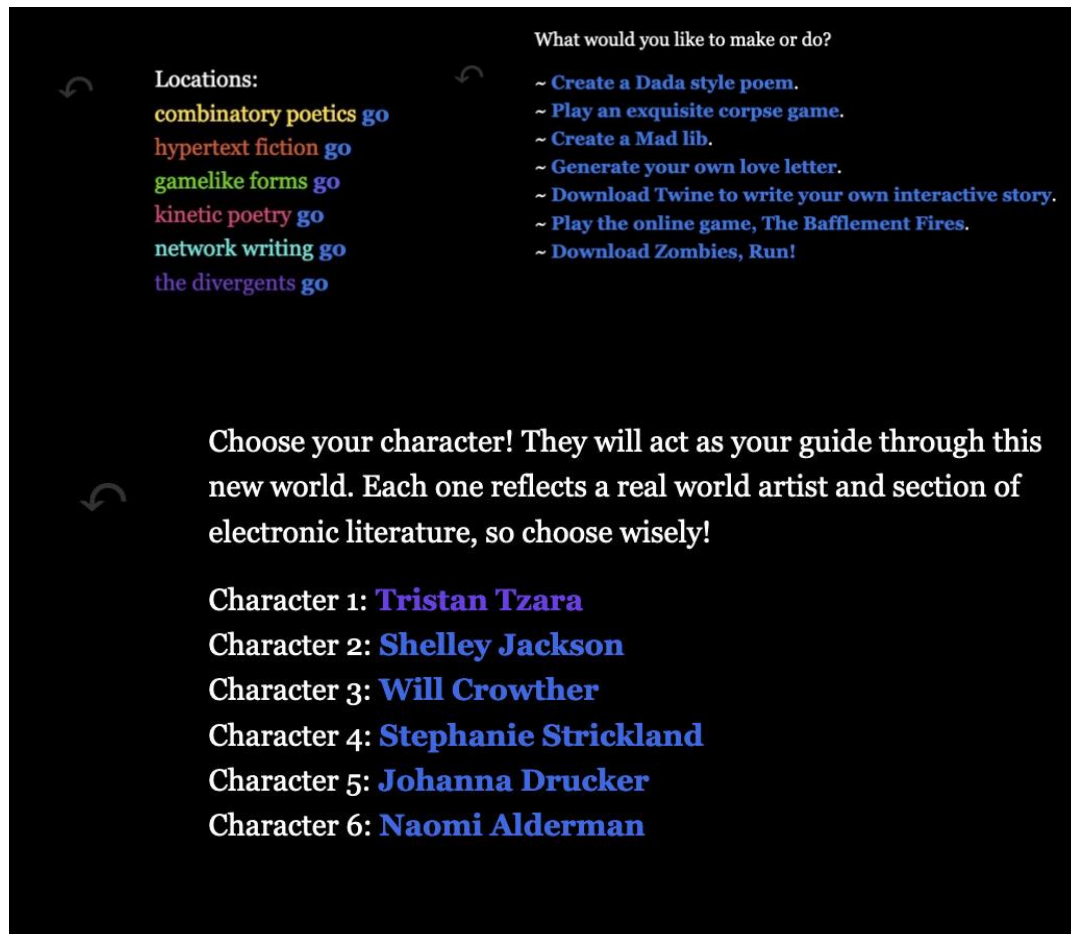 Locations:
combinatory poetics go
hypertext fiction go
gamelike forms go
kinetic poetry go
network writing go
the divergents go
What would you like to make or do?
~ Create a Dada style poem.
~ Play an exquisite corpse game.
~ Create a Mad lib.
~ Generate your own love letter.
~ Download Twine to write your own interactive story.
~ Play the online game, The Bafflement Fires.
~ Download Zombies, Run!
Choose your character! They will act as your guide through this
new world. Each one reflects a real world artist and section of
electronic literature, so choose wisely!
Character 1: Tristan Tzara
Character 2: Shelley Jackson
Character 3: Will Crowther
Character 4: Stephanie Strickland
Character 5: Johanna Drucker
Character 6: Naomi Alderman